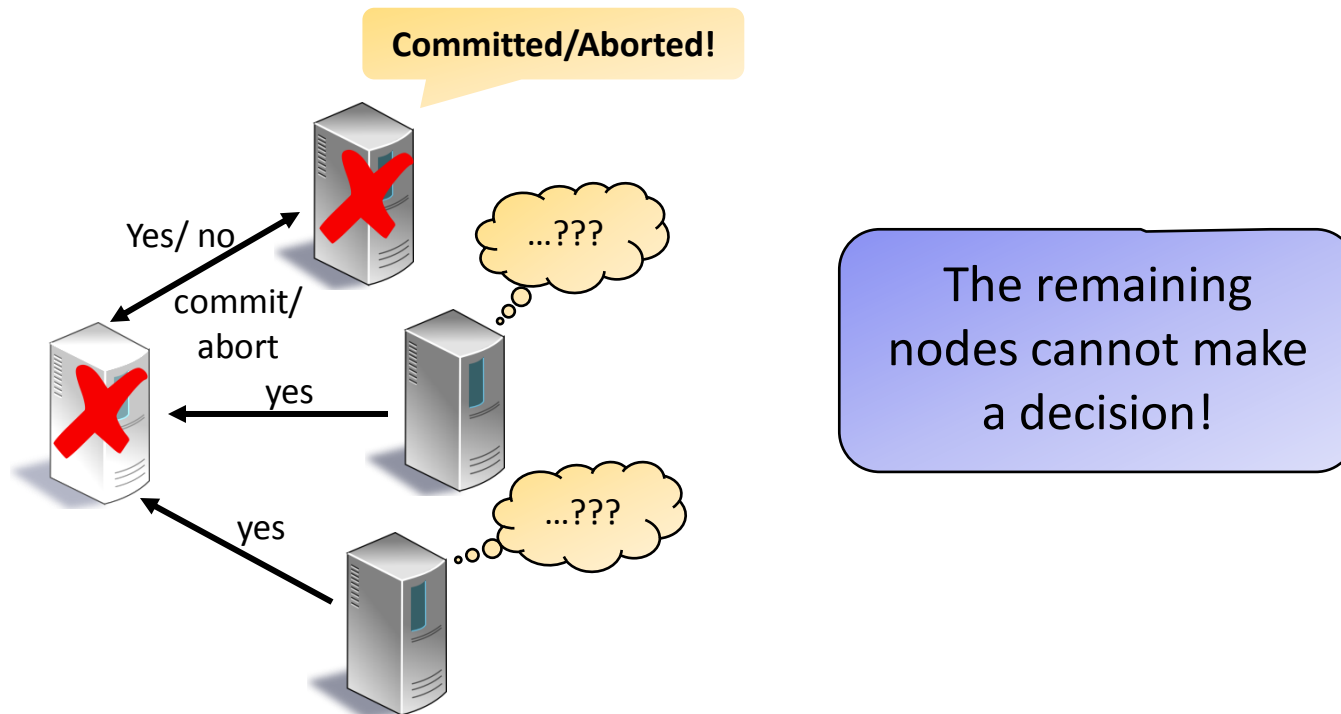 Committed/Aborted!
Yes/ no
commit/
abort
...???
yes
...???
yes
The remaining
nodes cannot make
a decision!